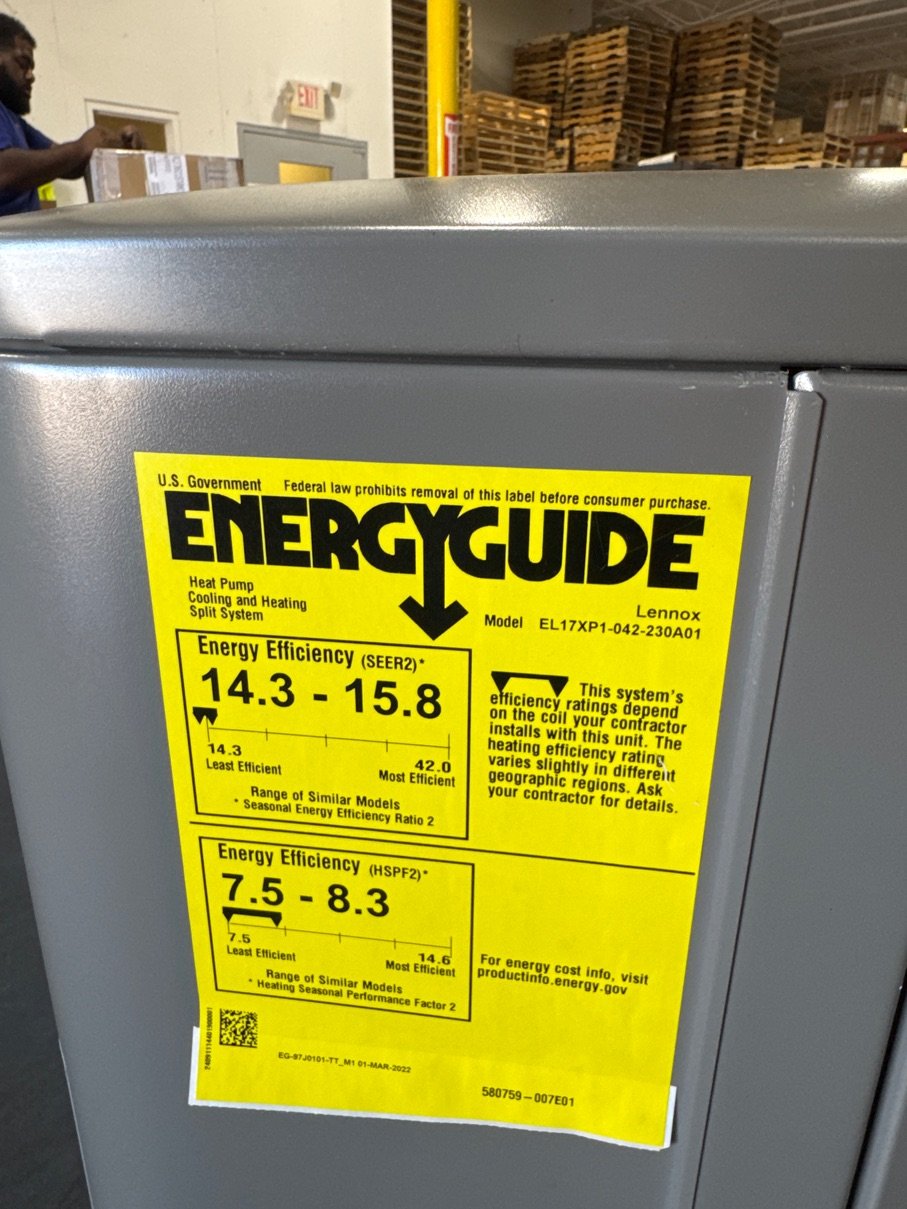 EXIT
U.S. Government Federal law prohibits removal of this label before consumer purchase.
ENERGYGUIDE
Heat Pump
Cooling and Heating
Split System
Lennox
Model EL17XP1-042-230A01
Energy Efficiency (SEER2)*
14.3 - 15.8
14.3
Least Efficient
42.0
Most Efficient
Range of Similar Models
* Seasonal Energy Efficiency Ratio 2
This system's
efficiency ratings depend
on the coil your contractor
installs with this unit. The
heating efficiency rating
varies slightly in different
geographic regions. Ask
your contractor for details.
Energy Efficiency (HSPF2)*
7.5 - 8.3
7.5
Least Efficient
14.6
Most Efficient
Range of Similar Models
* Heating Seasonal Performance Factor 2
For energy cost info, visit
productinfo.energy.gov
EG-97J0101-TT_M1 01-MAR-2022
580759-007E01